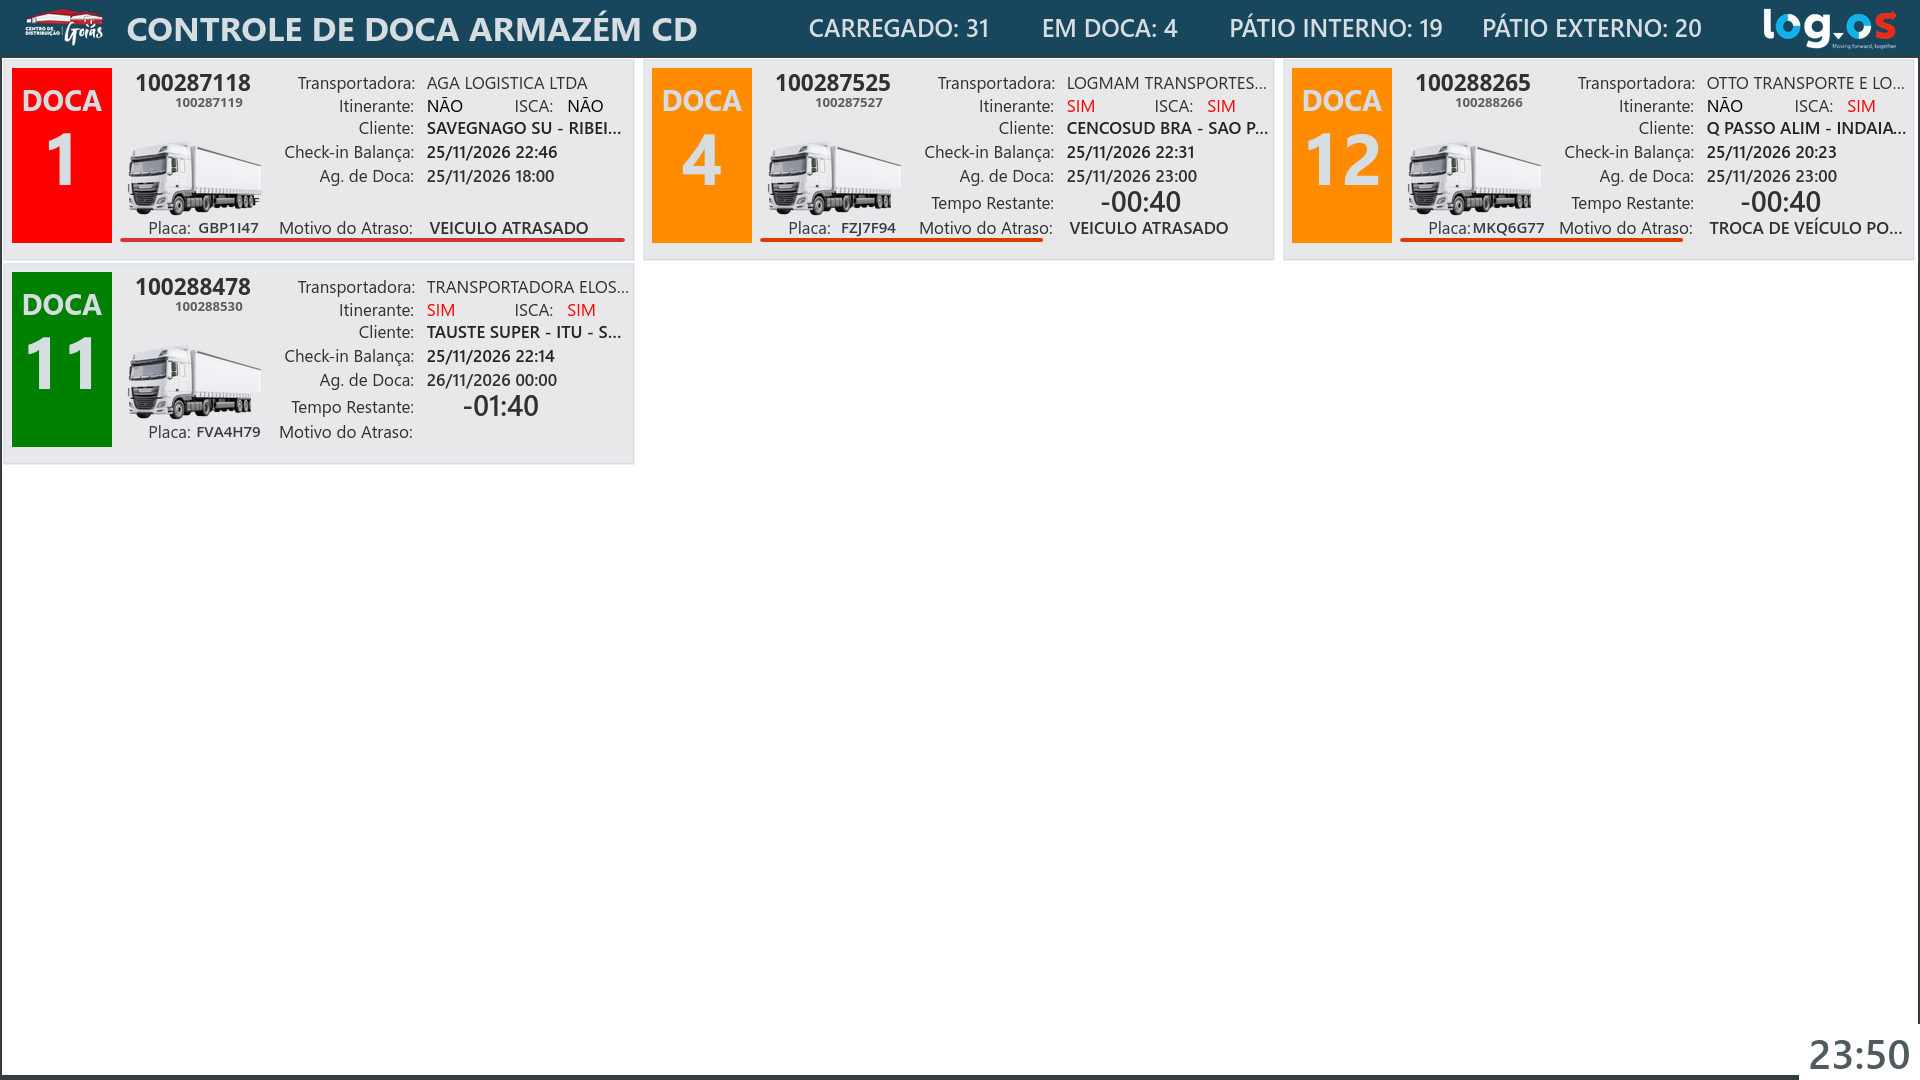 CENTRO DE DISTRIBUIÇÃO Goiás
CONTROLE DE DOCA ARMAZÉM CD
CARREGADO: 31
EM DOCA: 4
PÁTIO INTERNO: 19
PÁTIO EXTERNO: 20
log.os
Moving forward, together
DOCA
1
100287118
100287119
Transportadora: AGA LOGISTICA LTDA
Itinerante: NÃO ISCA: NÃO
Cliente: SAVEGNAGO SU - RIBEI...
Check-in Balança: 25/11/2026 22:46
Ag. de Doca: 25/11/2026 18:00
Placa: GBP1I47 Motivo do Atraso: VEICULO ATRASADO
DOCA
4
100287525
100287527
Transportadora: LOGMAM TRANSPORTES...
Itinerante: SIM ISCA: SIM
Cliente: CENCOSUD BRA - SAO P...
Check-in Balança: 25/11/2026 22:31
Ag. de Doca: 25/11/2026 23:00
Tempo Restante: -00:40
Placa: FZJ7F94 Motivo do Atraso: VEICULO ATRASADO
DOCA
12
100288265
100288266
Transportadora: OTTO TRANSPORTE E LO...
Itinerante: NÃO ISCA: SIM
Cliente: Q PASSO ALIM - INDAIA...
Check-in Balança: 25/11/2026 20:23
Ag. de Doca: 25/11/2026 23:00
Tempo Restante: -00:40
Placa: MKQ6G77 Motivo do Atraso: TROCA DE VEÍCULO PO...
DOCA
11
100288478
100288530
Transportadora: TRANSPORTADORA ELOS...
Itinerante: SIM ISCA: SIM
Cliente: TAUSTE SUPER - ITU - S...
Check-in Balança: 25/11/2026 22:14
Ag. de Doca: 26/11/2026 00:00
Tempo Restante: -01:40
Placa: FVA4H79 Motivo do Atraso:
23:50